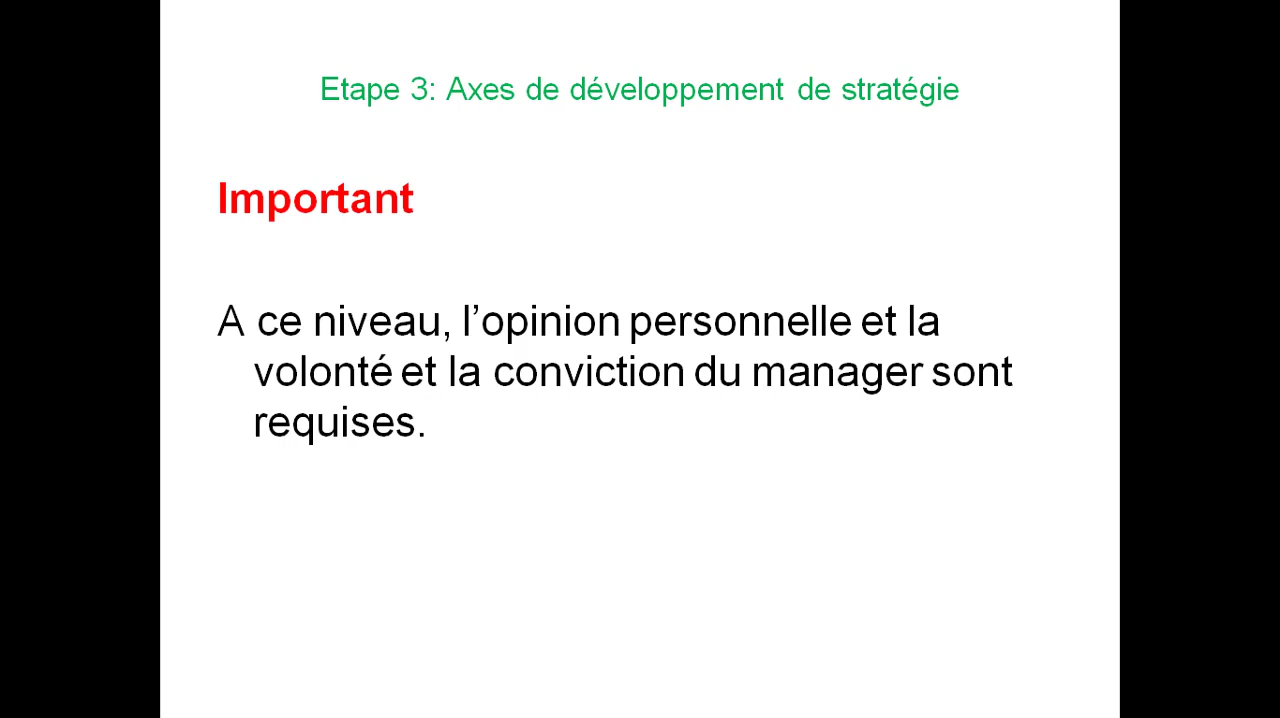 Etape 3: Axes de développement de stratégie
Important
A ce niveau, l’opinion personnelle et la
volonté et la conviction du manager sont
requises.